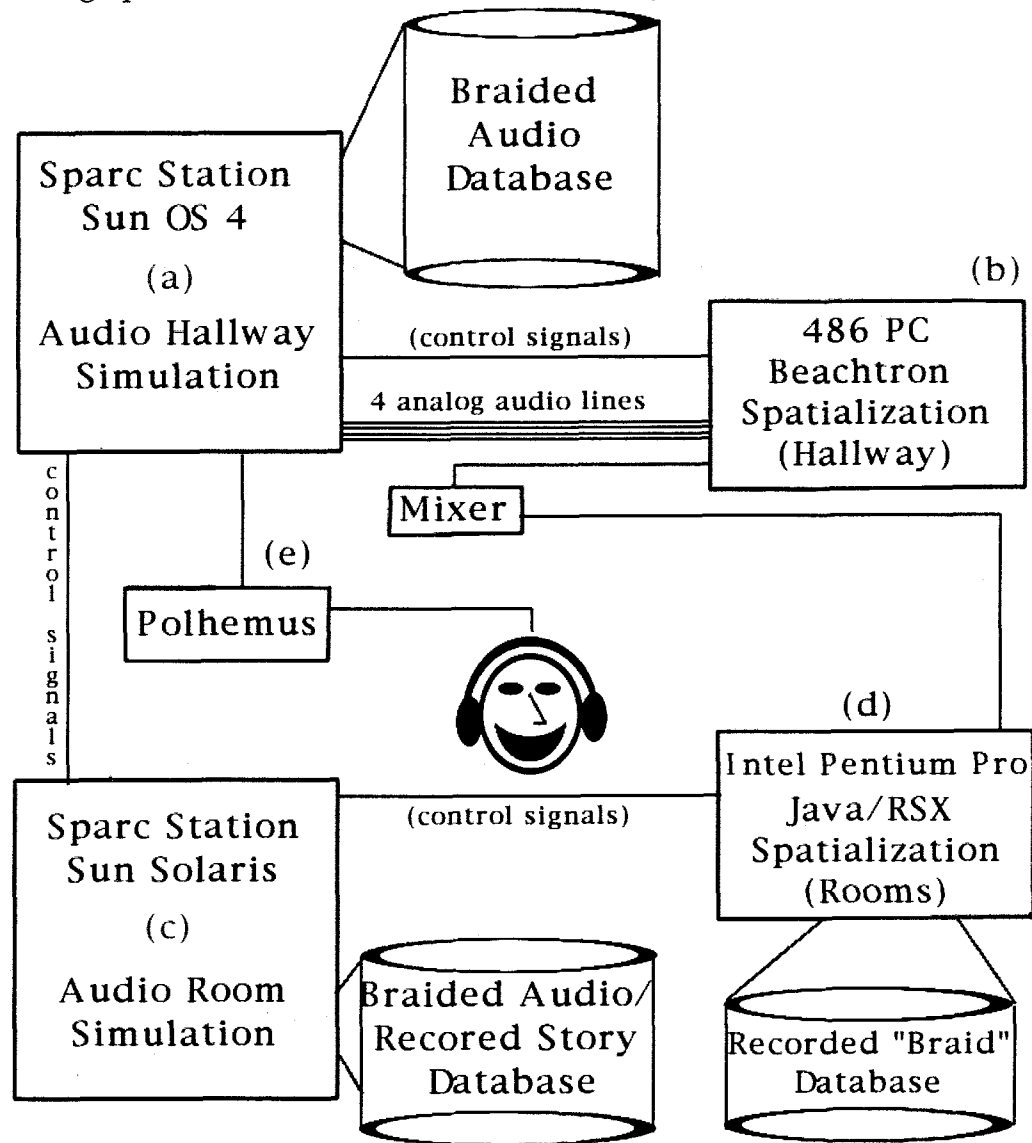 Braided
Audio
Database
Sparc Station
Sun OS 4
(a)
Audio Hallway
Simulation
(b)
(control signals)
4 analog audio lines
486 PC
Beachtron
Spatialization
(Hallway)
Mixer
control signals
(e)
Polhemus
(d)
Intel Pentium Pro
Java/RSX
Spatialization
(Rooms)
(control signals)
Sparc Station
Sun Solaris
(c)
Audio Room
Simulation
Braided Audio/
Recored Story
Database
Recorded "Braid"
Database